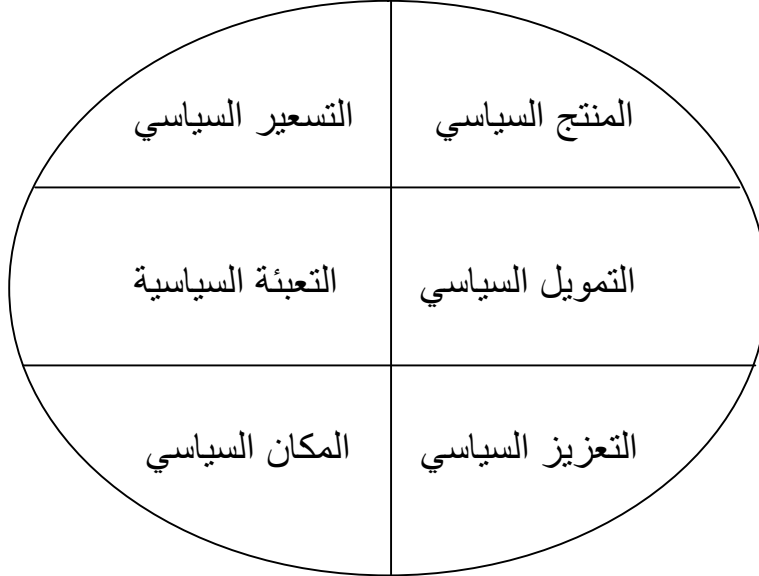 المنتج السياسي
التسعير السياسي
التمويل السياسي
التعبئة السياسية
التعزيز السياسي
المكان السياسي